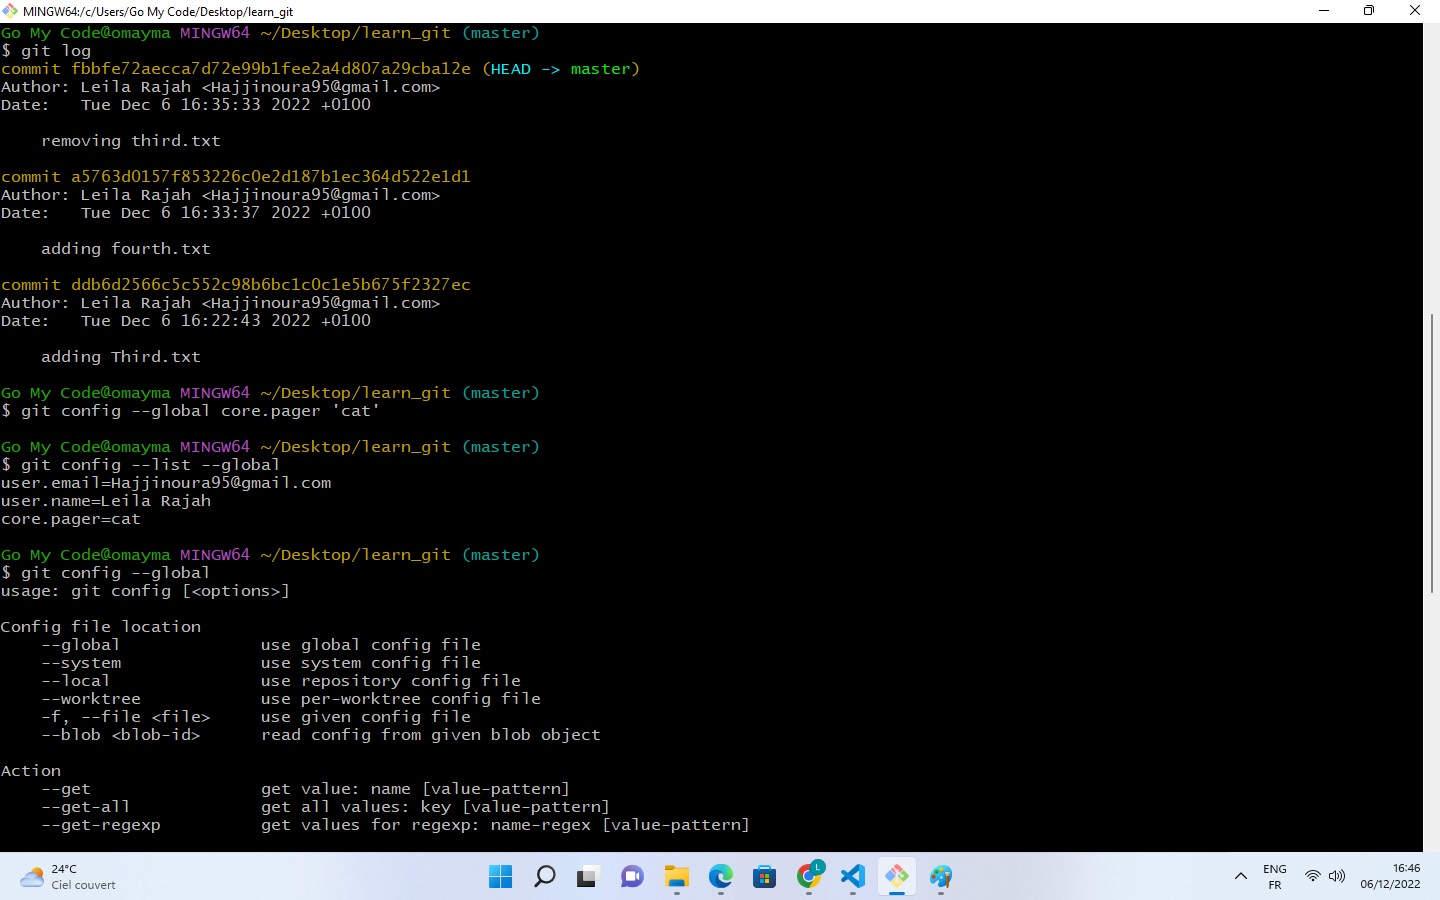 MINGW64:/c/Users/Go My Code/Desktop/learn_git
Go My Code@omayma MINGW64 ~/Desktop/learn_git (master)
$ git log
commit fbbfe72aecca7d72e99b1fee2a4d807a29cba12e (HEAD -> master)
Author: Leila Rajah <Hajjinoura95@gmail.com>
Date:   Tue Dec 6 16:35:33 2022 +0100
    removing third.txt
commit a5763d0157f853226c0e2d187b1ec364d522e1d1
Author: Leila Rajah <Hajjinoura95@gmail.com>
Date:   Tue Dec 6 16:33:37 2022 +0100
    adding fourth.txt
commit ddb6d2566c5c552c98b6bc1c0c1e5b675f2327ec
Author: Leila Rajah <Hajjinoura95@gmail.com>
Date:   Tue Dec 6 16:22:43 2022 +0100
    adding Third.txt
Go My Code@omayma MINGW64 ~/Desktop/learn_git (master)
$ git config --global core.pager 'cat'
Go My Code@omayma MINGW64 ~/Desktop/learn_git (master)
$ git config --list --global
user.email=Hajjinoura95@gmail.com
user.name=Leila Rajah
core.pager=cat
Go My Code@omayma MINGW64 ~/Desktop/learn_git (master)
$ git config --global
usage: git config [<options>]
Config file location
    --global              use global config file
    --system              use system config file
    --local               use repository config file
    --worktree            use per-worktree config file
    -f, --file <file>     use given config file
    --blob <blob-id>      read config from given blob object
Action
    --get                 get value: name [value-pattern]
    --get-all             get all values: key [value-pattern]
    --get-regexp          get values for regexp: name-regex [value-pattern]
24°C
Ciel couvert
L
ENG
FR
16:46
06/12/2022